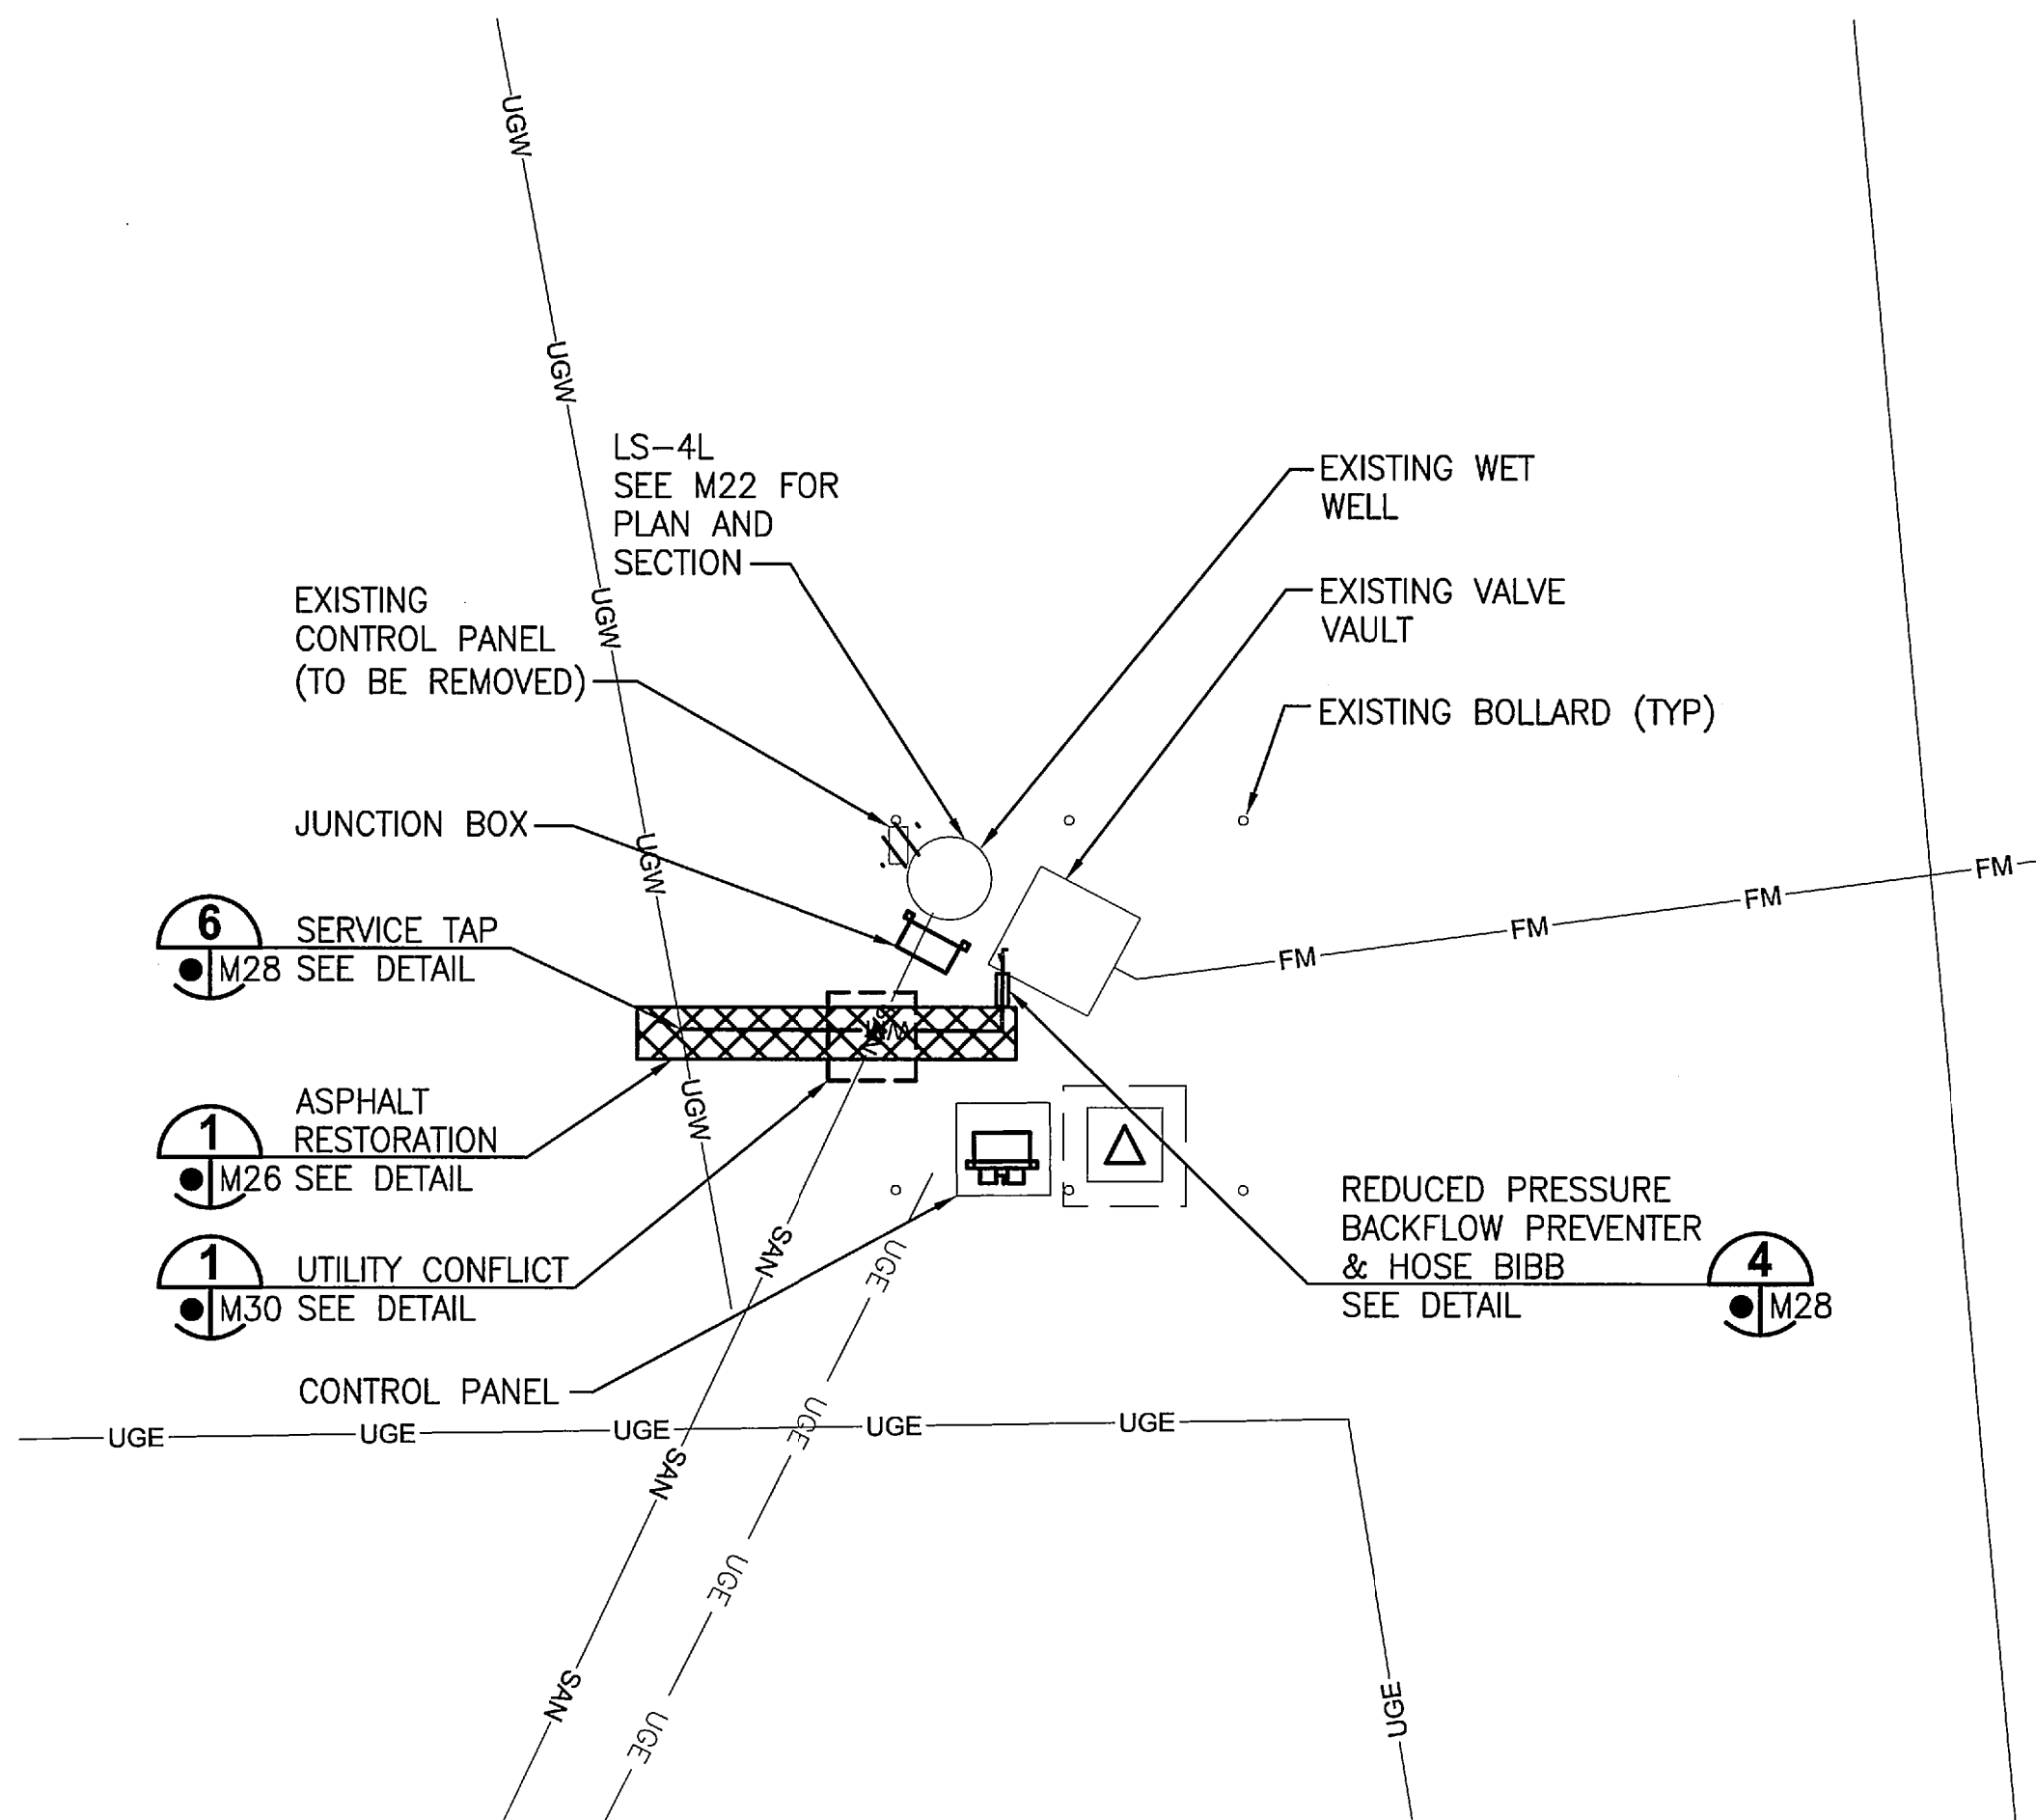 UGW
UGW
LS-4L
SEE M22 FOR
PLAN AND
SECTION
EXISTING WET
WELL
EXISTING
CONTROL PANEL
(TO BE REMOVED)
UGW
EXISTING VALVE
VAULT
EXISTING BOLLARD (TYP)
JUNCTION BOX
UGW
FM
FM
FM
FM
6
SERVICE TAP
M28 SEE DETAIL
1
ASPHALT
RESTORATION
M26 SEE DETAIL
UGW
1
UTILITY CONFLICT
M30 SEE DETAIL
SAN
UGE
REDUCED PRESSURE
BACKFLOW PREVENTER
& HOSE BIBB
SEE DETAIL
4
M28
CONTROL PANEL
UGE
UGE
UGE
UGE
UGE
UGE
SAN
UGE
SAN
UGE
UGE